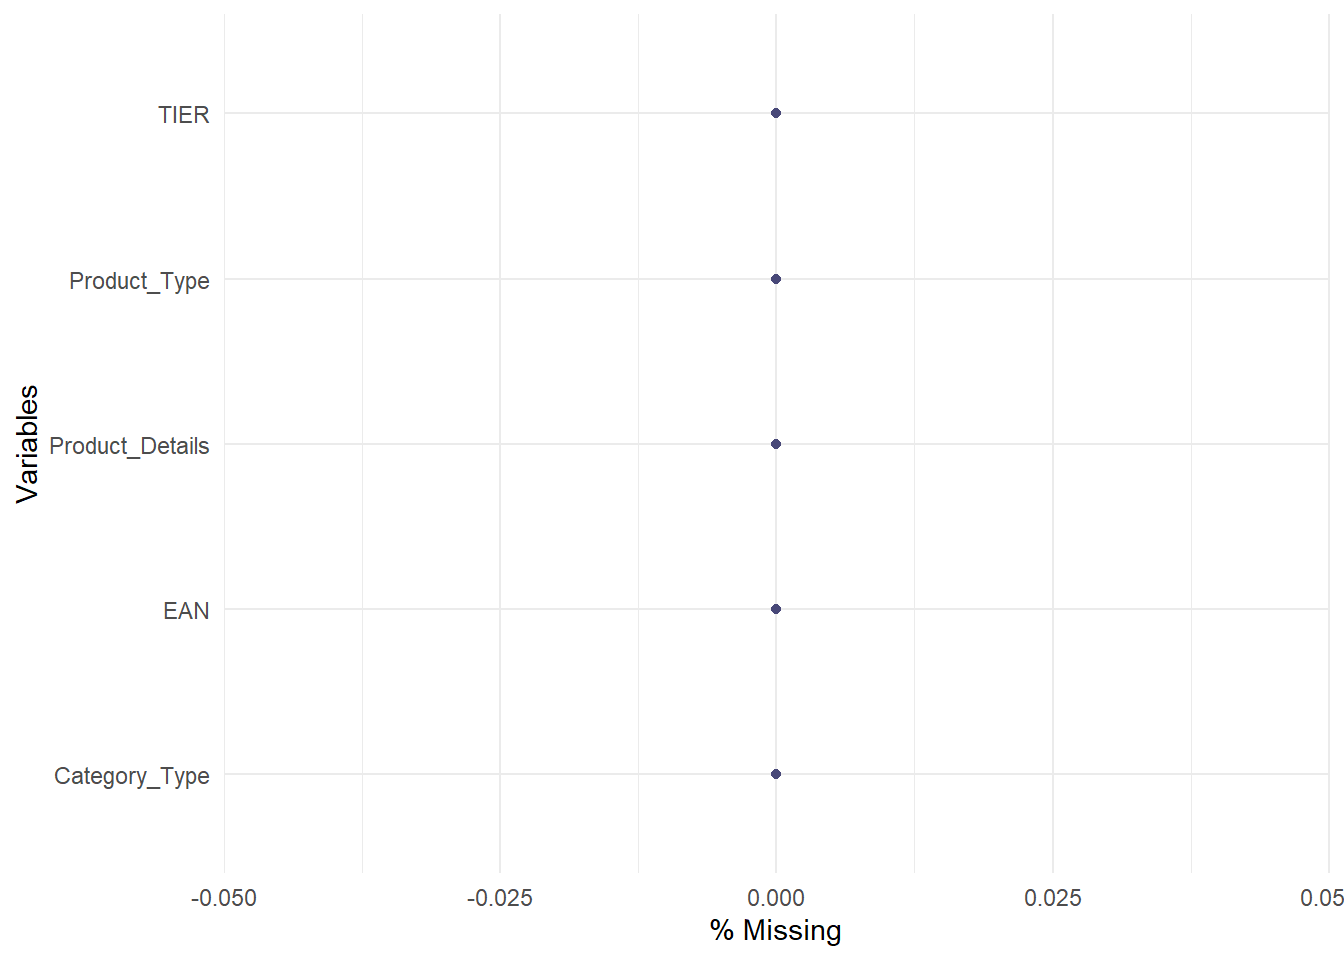 TIER
Product_Type
Product_Details
EAN
Category_Type
Variables
-0.050
-0.025
0.000
0.025
0.05
% Missing